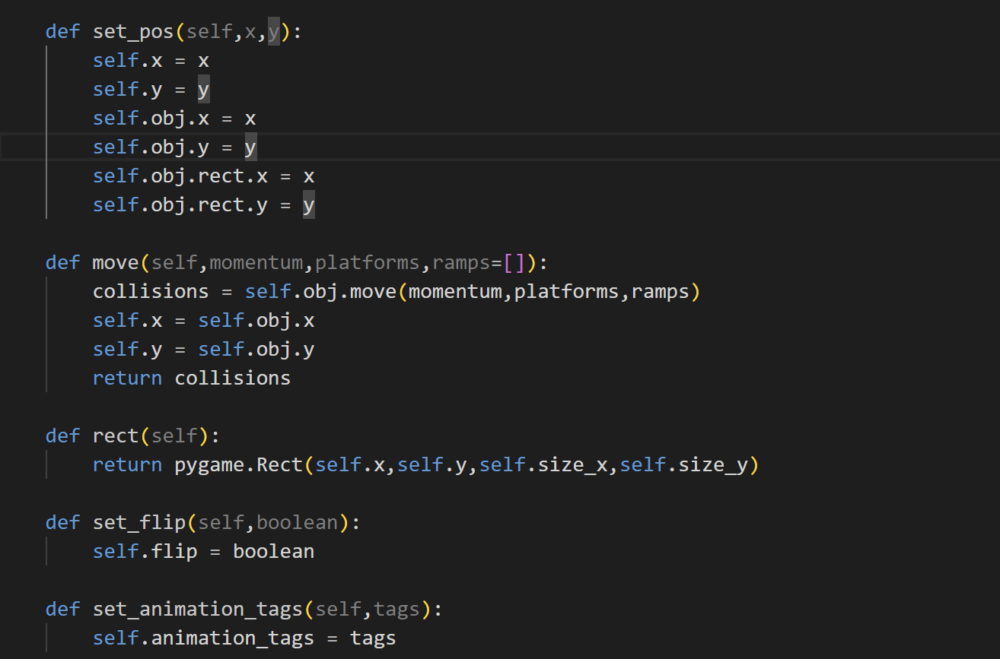 def set_pos(self,x,y):
    self.x = x
    self.y = y
    self.obj.x = x
    self.obj.y = y
    self.obj.rect.x = x
    self.obj.rect.y = y

def move(self,momentum,platforms,ramps=[]):
    collisions = self.obj.move(momentum,platforms,ramps)
    self.x = self.obj.x
    self.y = self.obj.y
    return collisions

def rect(self):
    return pygame.Rect(self.x,self.y,self.size_x,self.size_y)

def set_flip(self,boolean):
    self.flip = boolean

def set_animation_tags(self,tags):
    self.animation_tags = tags